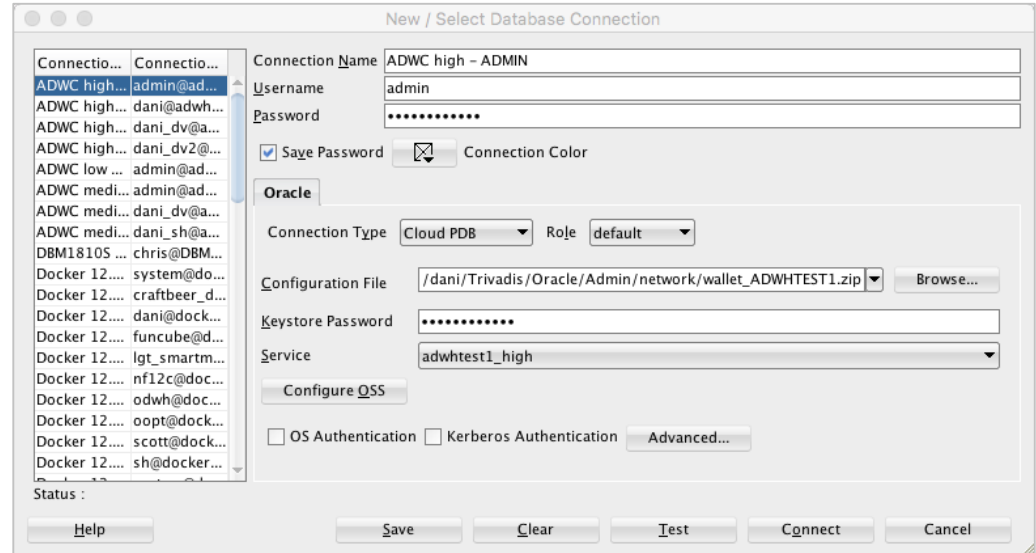 New / Select Database Connection
Connectio... Connectio...
ADWC high... admin@ad...
ADWC high... dani@adwh...
ADWC high... dani_dv@a...
ADWC high... dani_dv2@...
ADWC low ... admin@ad...
ADWC medi... admin@ad...
ADWC medi... dani_dv@a...
ADWC medi... dani_sh@a...
DBM1810S ... chris@DBM...
Docker 12.... system@do...
Docker 12.... craftbeer_d...
Docker 12.... dani@dock...
Docker 12.... funcube@d...
Docker 12.... lgt_smartm...
Docker 12.... nf12c@doc...
Docker 12.... odwh@doc...
Docker 12.... oopt@dock...
Docker 12.... scott@dock...
Docker 12.... sh@docker...
Connection Name ADWC high – ADMIN
Username admin
Password ••••••••••••
Save Password Connection Color
Oracle
Connection Type Cloud PDB Role default
Configuration File /dani/Trivadis/Oracle/Admin/network/wallet_ADWHTEST1.zip Browse...
Keystore Password ••••••••••••
Service adwhtest1_high
Configure OSS
OS Authentication Kerberos Authentication Advanced...
Status :
Help Save Clear Test Connect Cancel